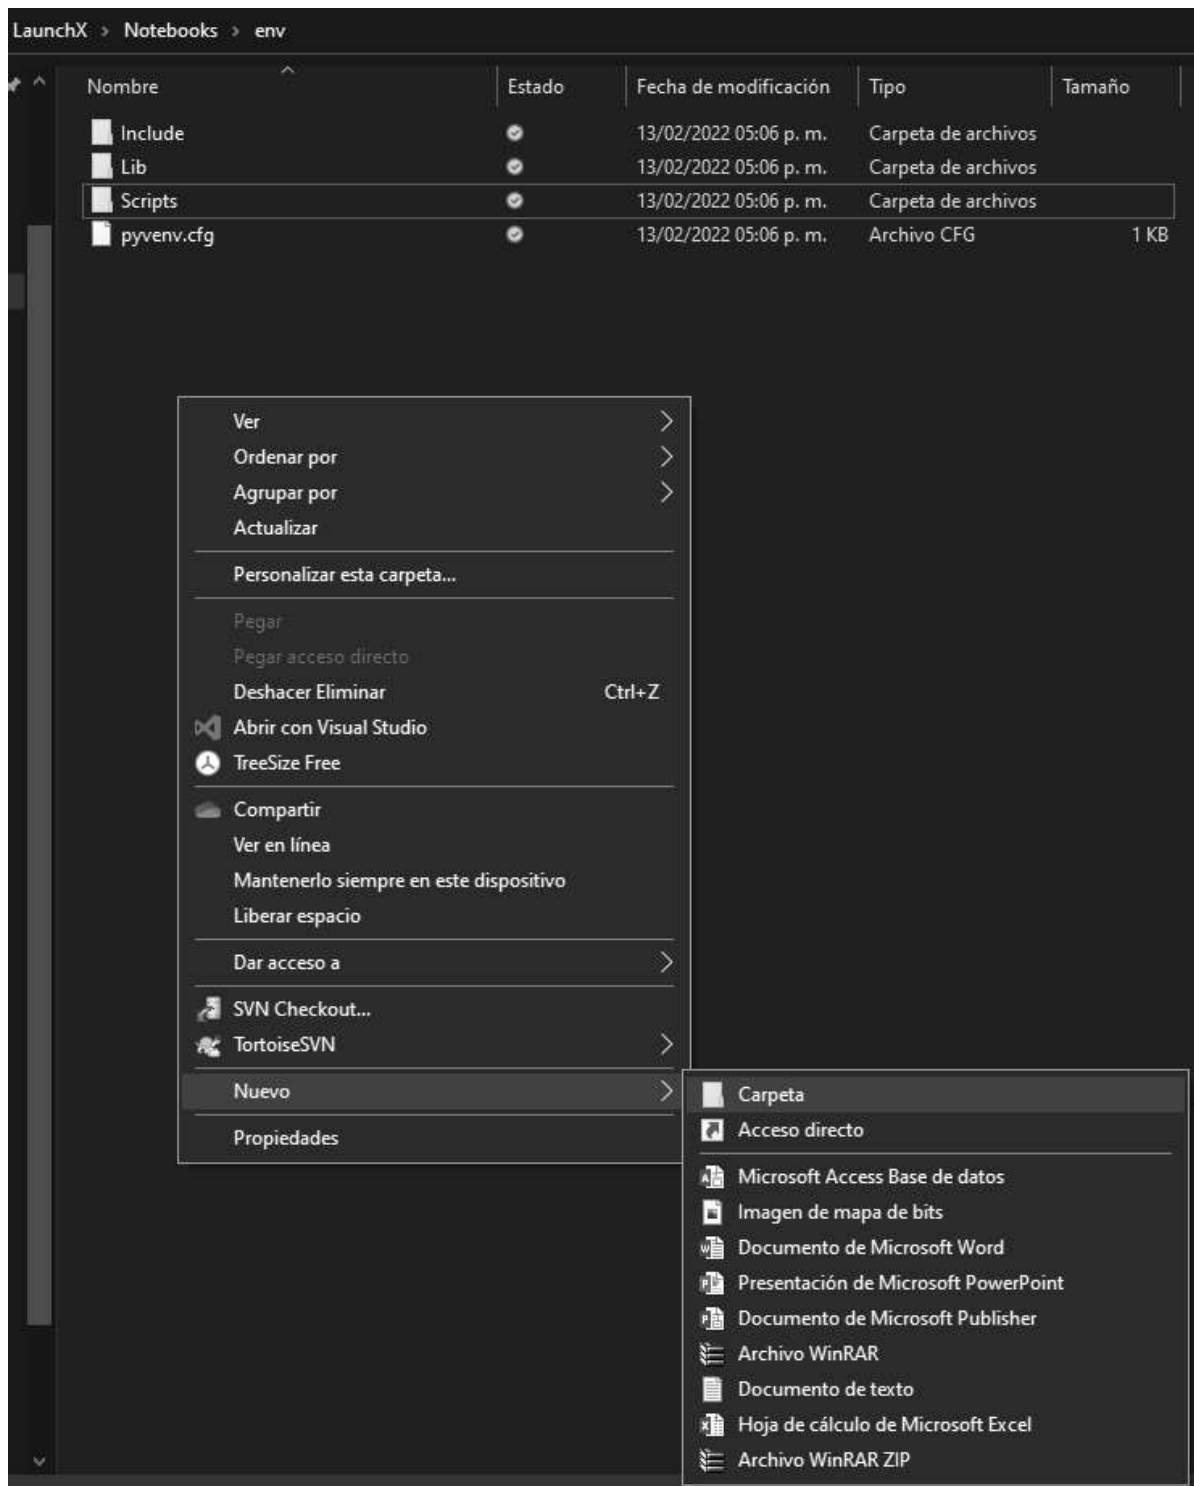 LaunchX > Notebooks > env
Nombre Estado Fecha de modificación Tipo Tamaño
Include 13/02/2022 05:06 p. m. Carpeta de archivos
Lib 13/02/2022 05:06 p. m. Carpeta de archivos
Scripts 13/02/2022 05:06 p. m. Carpeta de archivos
pyvenv.cfg 13/02/2022 05:06 p. m. Archivo CFG 1 KB
Ver
Ordenar por
Agrupar por
Actualizar
Personalizar esta carpeta...
Pegar
Pegar acceso directo
Deshacer Eliminar Ctrl+Z
Abrir con Visual Studio
TreeSize Free
Compartir
Ver en línea
Mantenerlo siempre en este dispositivo
Liberar espacio
Dar acceso a
SVN Checkout...
TortoiseSVN
Nuevo
Propiedades
Carpeta
Acceso directo
Microsoft Access Base de datos
Imagen de mapa de bits
Documento de Microsoft Word
Presentación de Microsoft PowerPoint
Documento de Microsoft Publisher
Archivo WinRAR
Documento de texto
Hoja de cálculo de Microsoft Excel
Archivo WinRAR ZIP